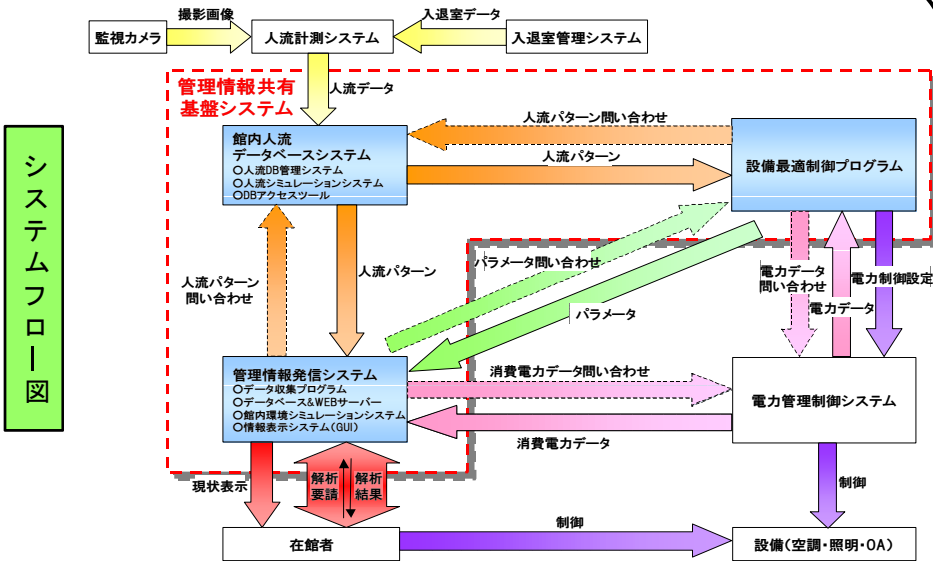 撮影画像
入退室データ
監視カメラ
人流計測システム
入退室管理システム
管理情報共有
基盤システム
人流データ
館内人流
データベースシステム
○人流DB管理システム
○人流シミュレーションシステム
○DBアクセスツール
人流パターン問い合わせ
人流パターン
設備最適制御プログラム
システムフロー図
人流パターン
問い合わせ
人流パターン
パラメータ問い合わせ
パラメータ
電力データ
問い合わせ
電力制御設定
電力データ
管理情報発信システム
○データ収集プログラム
○データベース&WEBサーバー
○館内環境シミュレーションシステム
○情報表示システム(GUI)
消費電力データ問い合わせ
消費電力データ
電力管理制御システム
現状表示
解析
要請
解析
結果
制御
制御
在館者
設備(空調・照明・OA)